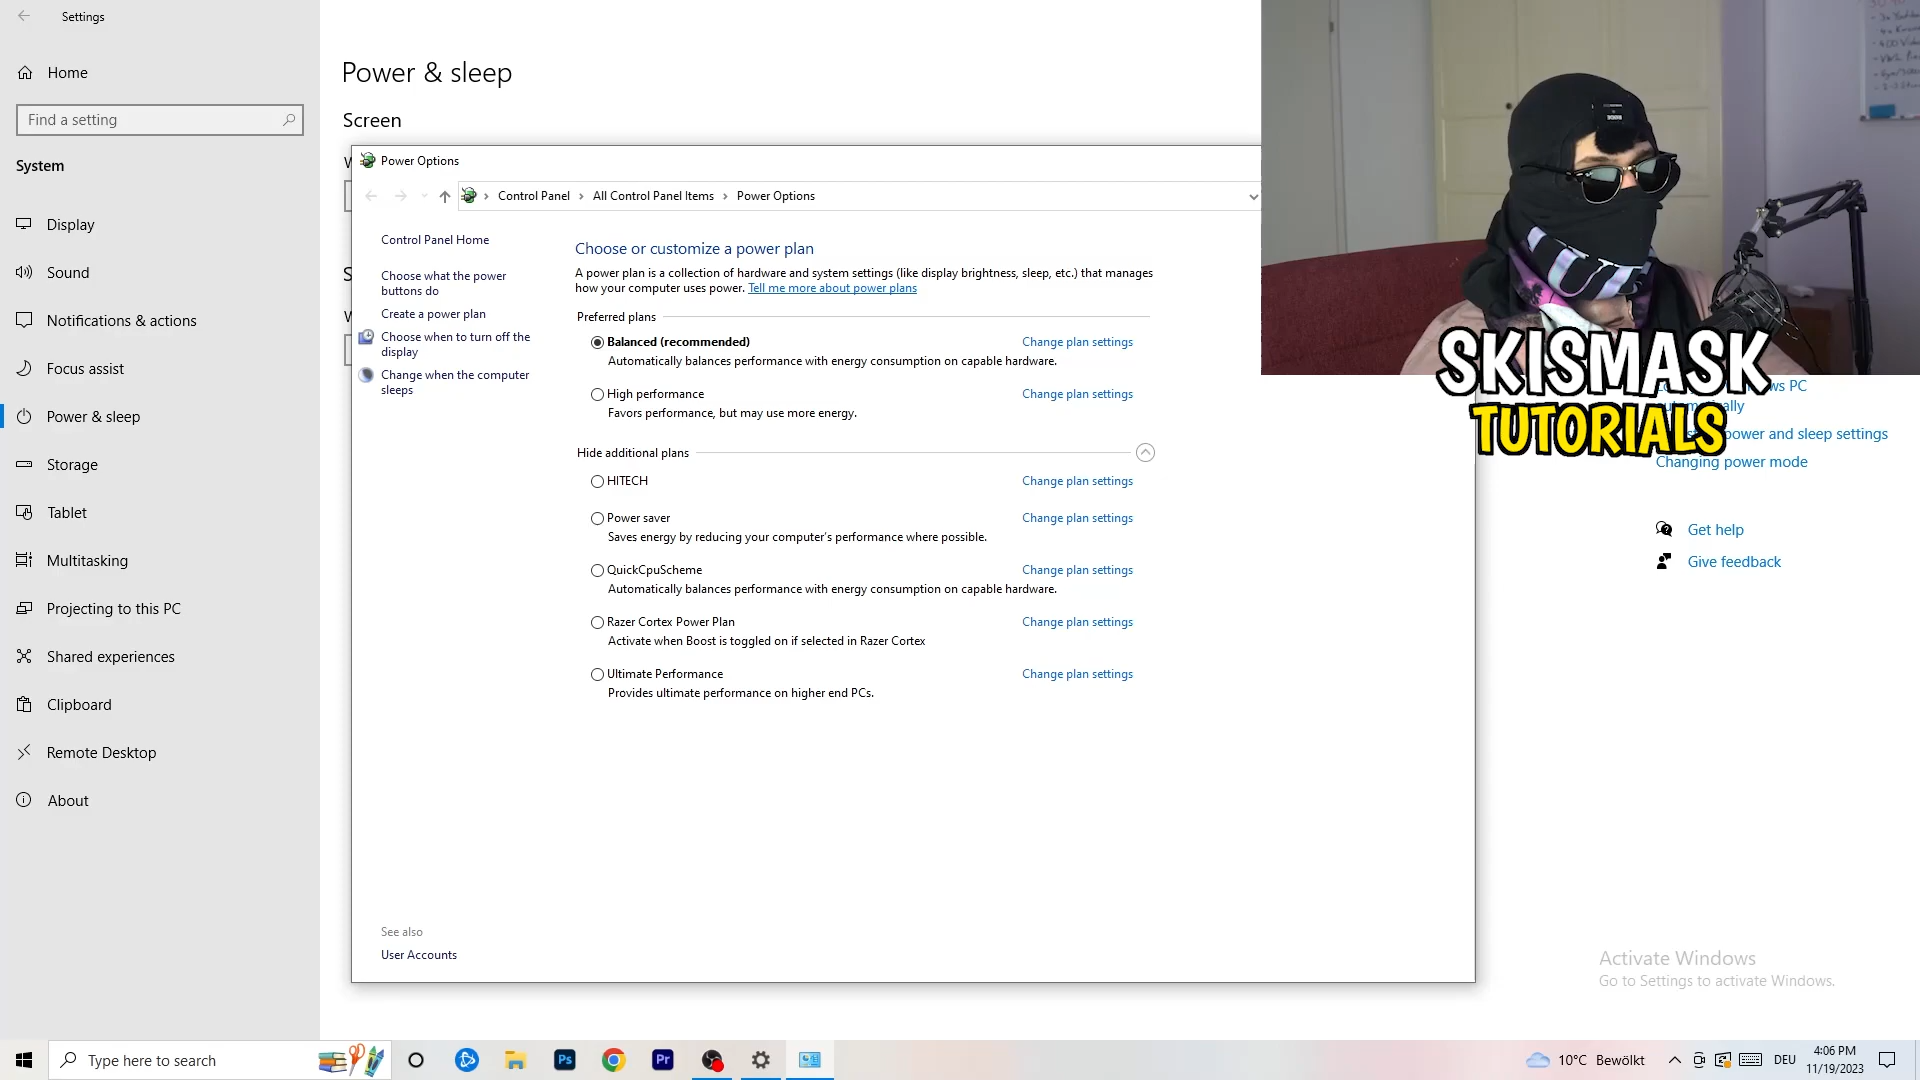 Settings
Home
Find a setting
System
Display
Sound
Notifications & actions
Focus assist
Power & sleep
Storage
Tablet
Multitasking
Projecting to this PC
Shared experiences
Clipboard
Remote Desktop
About
Power & sleep
Screen
Power Options
Control Panel
All Control Panel Items
Power Options
Control Panel Home
Choose what the power
buttons do
Create a power plan
Choose when to turn off the
display
Change when the computer
sleeps
See also
User Accounts
Choose or customize a power plan
A power plan is a collection of hardware and system settings (like display brightness, sleep, etc.) that manages
how your computer uses power. Tell me more about power plans
Preferred plans
Balanced (recommended) Change plan settings
Automatically balances performance with energy consumption on capable hardware.
High performance Change plan settings
Favors performance, but may use more energy.
Hide additional plans
HITECH Change plan settings
Power saver Change plan settings
Saves energy by reducing your computer's performance where possible.
QuickCpuScheme Change plan settings
Automatically balances performance with energy consumption on capable hardware.
Razer Cortex Power Plan Change plan settings
Activate when Boost is toggled on if selected in Razer Cortex
Ultimate Performance Change plan settings
Provides ultimate performance on higher end PCs.
SKISMASK
TUTORIALS
PC
power and sleep settings
Changing power mode
Get help
Give feedback
Activate Windows
Go to Settings to activate Windows.
Type here to search
Ps
Pr
10°C Bewölkt
DEU
4:06 PM
11/19/2023